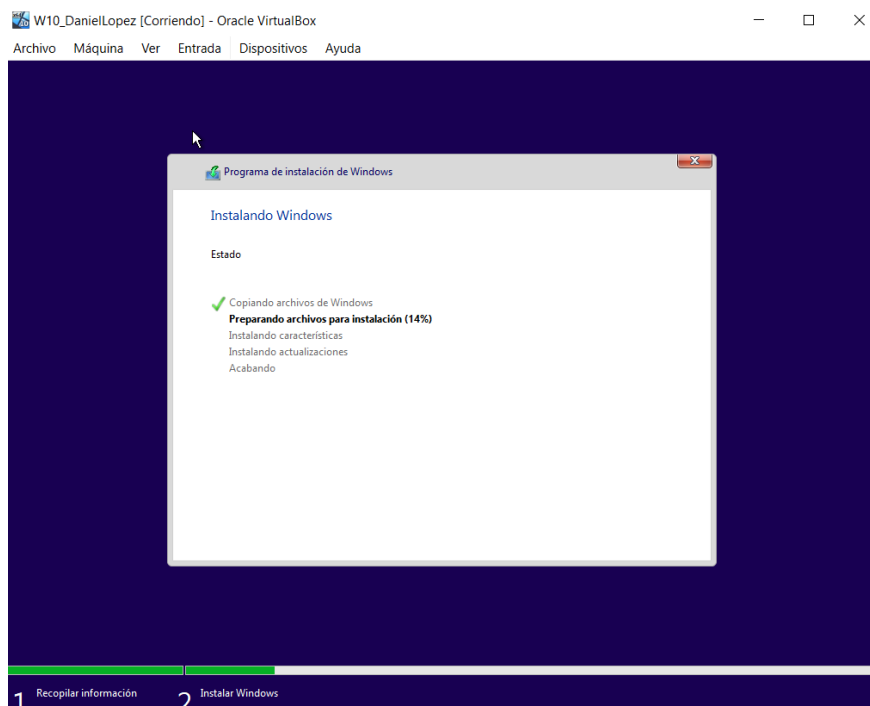 W10_DanielLopez [Corriendo] - Oracle VirtualBox
Archivo Máquina Ver Entrada Dispositivos Ayuda
Programa de instalación de Windows
Instalando Windows
Estado
Copiando archivos de Windows
Preparando archivos para instalación (14%)
Instalando características
Instalando actualizaciones
Acabando
1 Recopilar información 2 Instalar Windows